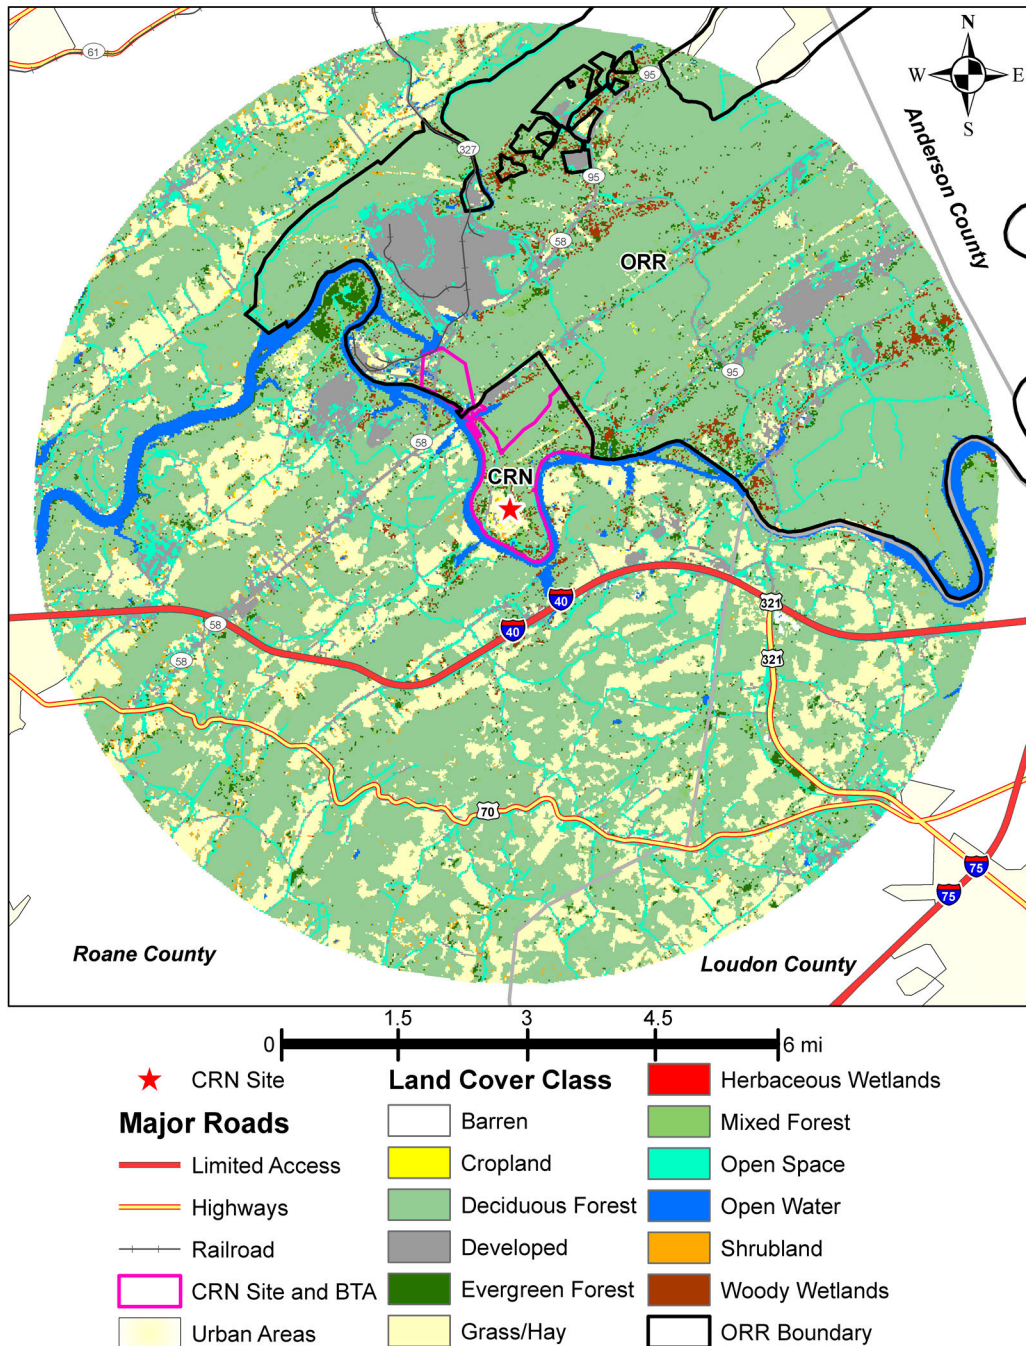 61
N
W
E
S
95
Anderson County
327
95
58
ORR
95
58
CRN
40
321
40
58
321
58
70
75
75
Roane County
Loudon County
1.5
3
4.5
0
6 mi
CRN Site
Major Roads
Limited Access
Highways
Railroad
CRN Site and BTA
Urban Areas
Land Cover Class
Barren
Cropland
Deciduous Forest
Developed
Evergreen Forest
Grass/Hay
Herbaceous Wetlands
Mixed Forest
Open Space
Open Water
Shrubland
Woody Wetlands
ORR Boundary